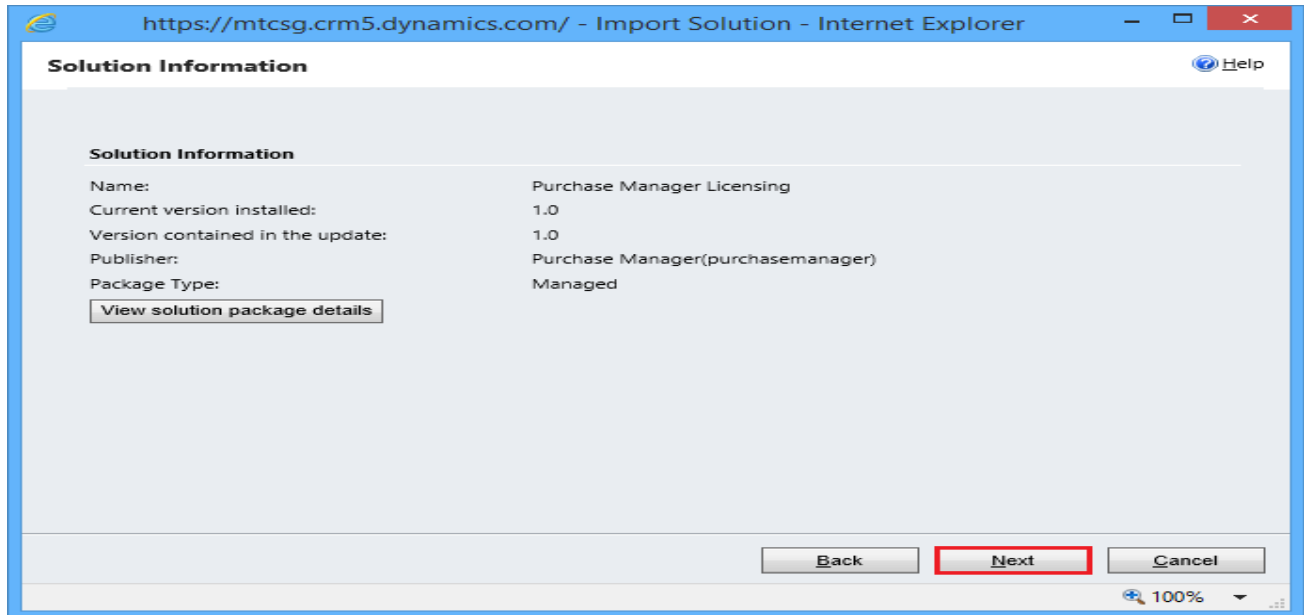 https://mtcsg.crm5.dynamics.com/ - Import Solution - Internet Explorer
Solution Information
Help
Solution Information
Name: Purchase Manager Licensing
Current version installed: 1.0
Version contained in the update: 1.0
Publisher: Purchase Manager(purchasemanager)
Package Type: Managed
View solution package details
Back Next Cancel
100%